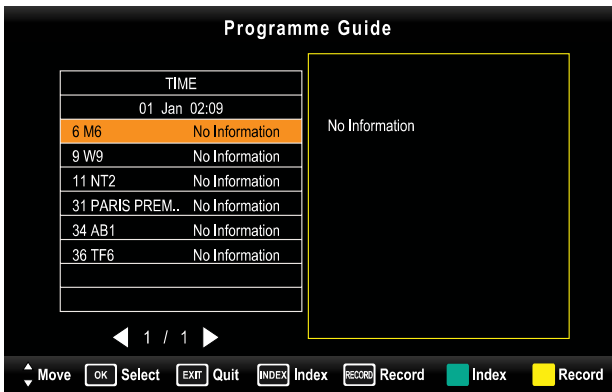 Programme Guide
TIME
01 Jan 02:09
6 M6 No Information
9 W9 No Information
11 NT2 No Information
31 PARIS PREM.. No Information
34 AB1 No Information
36 TF6 No Information
No Information
1 / 1
Move OK Select EXIT Quit INDEX Index RECORD Record Index Record